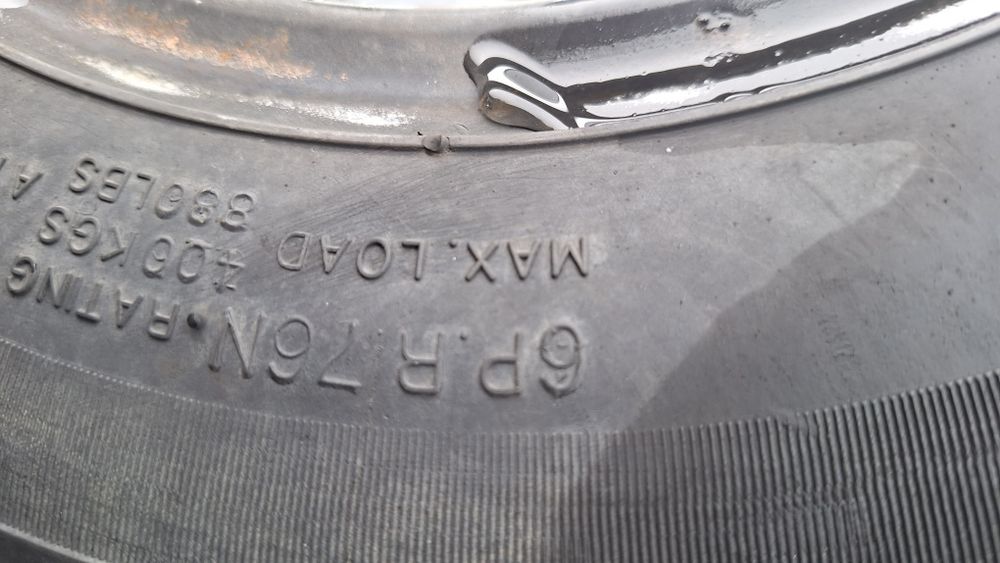 6P.R 76N. RATING
MAX. LOAD 400KGS
880LBS A